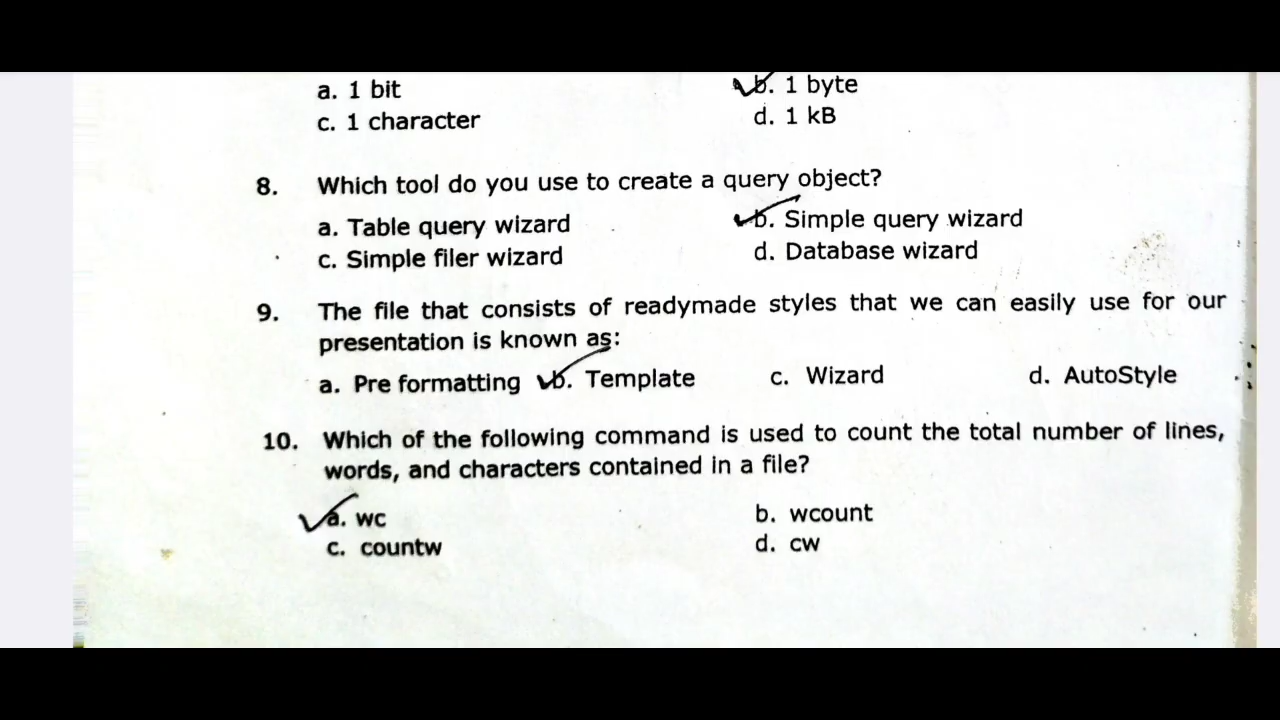 a. 1 bit b. 1 byte
c. 1 character d. 1 kB
8. Which tool do you use to create a query object?
a. Table query wizard b. Simple query wizard
c. Simple filer wizard d. Database wizard
9. The file that consists of readymade styles that we can easily use for our
presentation is known as:
a. Pre formatting b. Template c. Wizard d. AutoStyle
10. Which of the following command is used to count the total number of lines,
words, and characters contained in a file?
a. wc b. wcount
c. countw d. cw